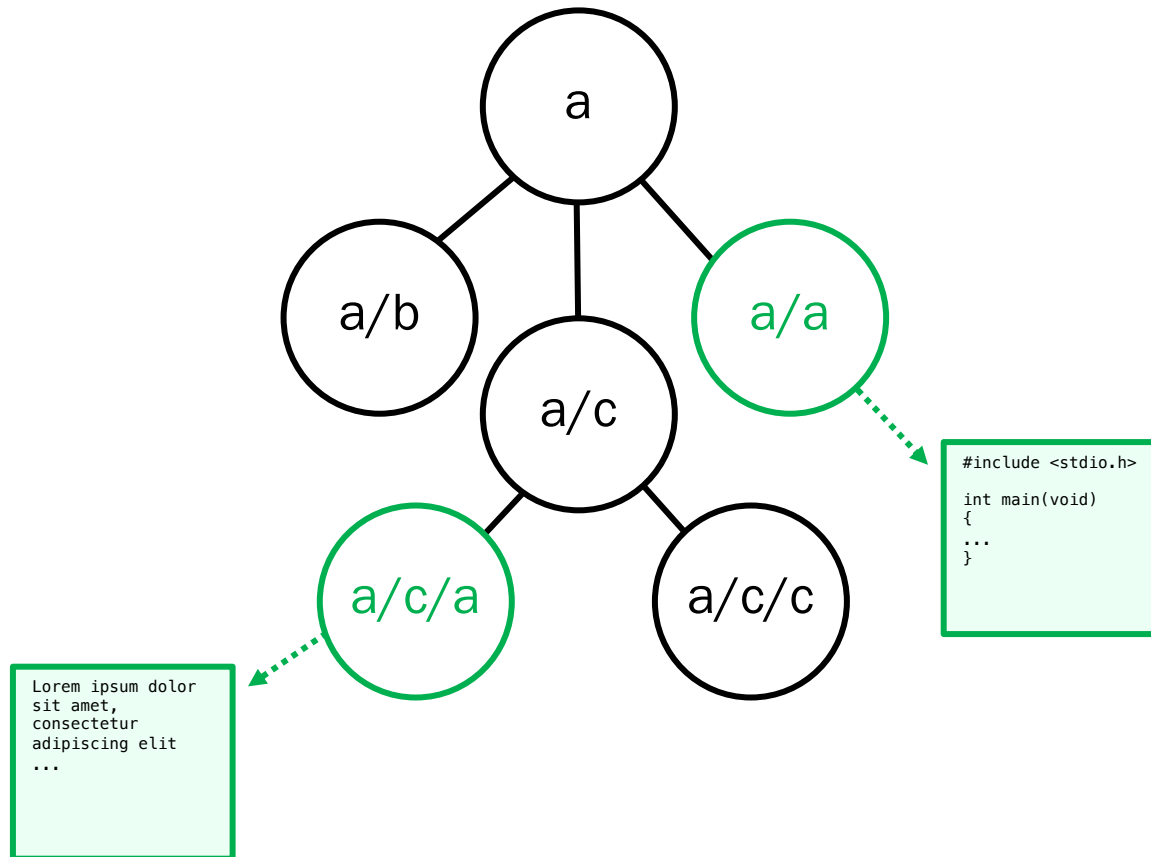 a
a/b
a/a
a/c
#include <stdio.h>
int main(void)
{
...
}
a/c/a
a/c/c
Lorem ipsum dolor
sit amet,
consectetur
adipiscing elit
...